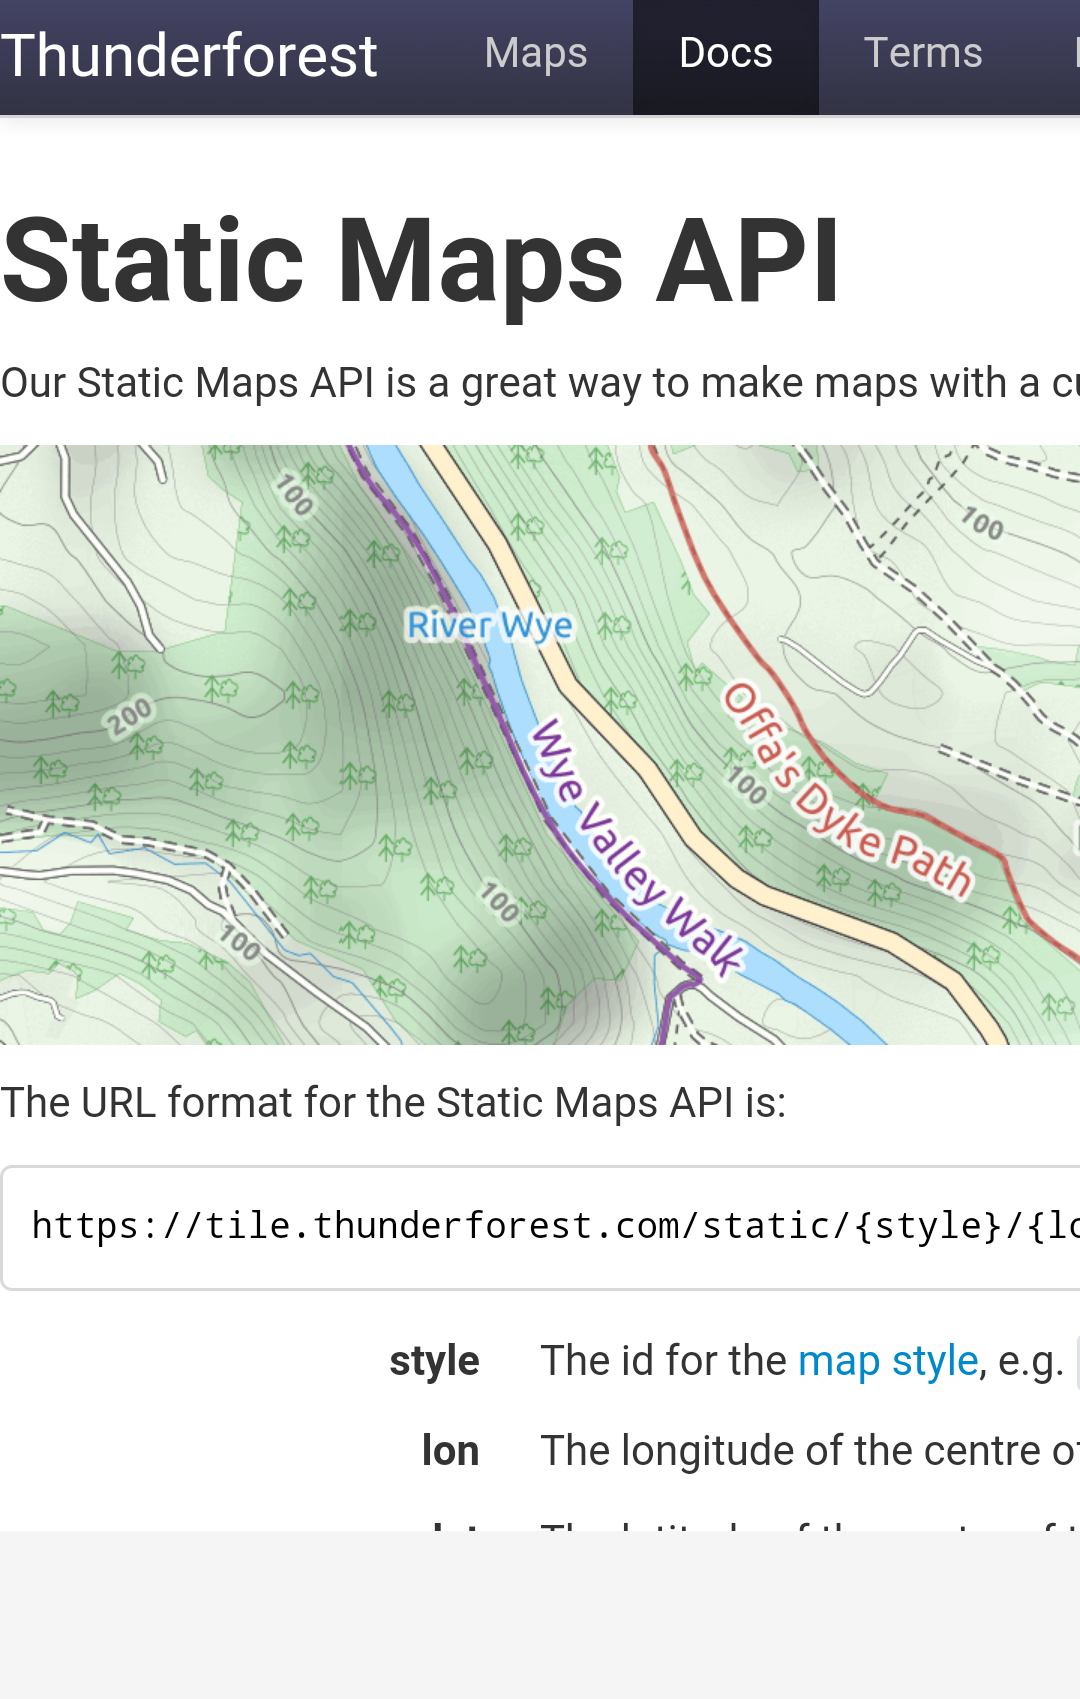 Thunderforest Maps Docs Terms
Static Maps API
Our Static Maps API is a great way to make maps with a
100
100
River Wye
200
Offa's Dyke Path
Wye Valley Walk
100
100
100
The URL format for the Static Maps API is:
https://tile.thunderforest.com/static/{style}/{lo
style The id for the map style, e.g.
lon The longitude of the centre of